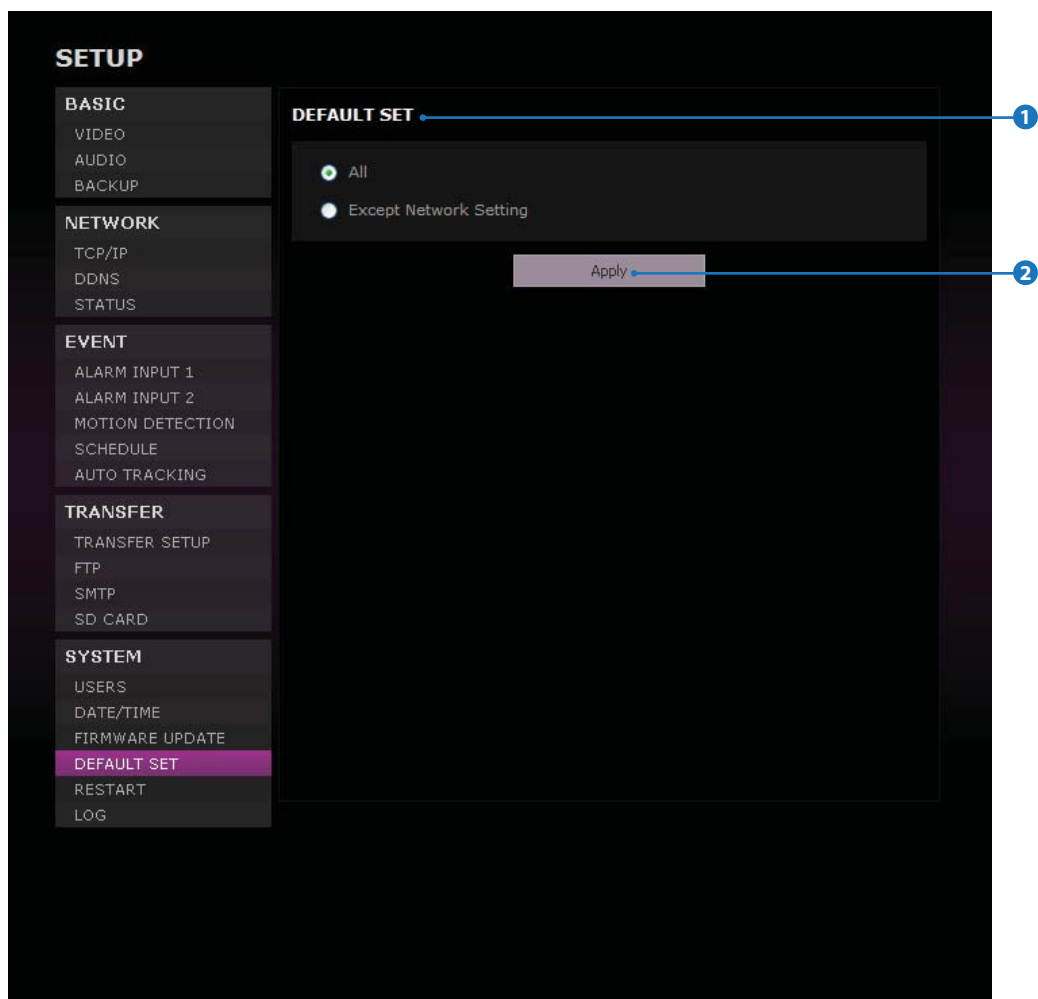 SETUP
BASIC
VIDEO
AUDIO
BACKUP
NETWORK
TCP/IP
DDNS
STATUS
EVENT
ALARM INPUT 1
ALARM INPUT 2
MOTION DETECTION
SCHEDULE
AUTO TRACKING
TRANSFER
TRANSFER SETUP
FTP
SMTP
SD CARD
SYSTEM
USERS
DATE/TIME
FIRMWARE UPDATE
DEFAULT SET
RESTART
LOG
DEFAULT SET
1
All
Except Network Setting
Apply
2